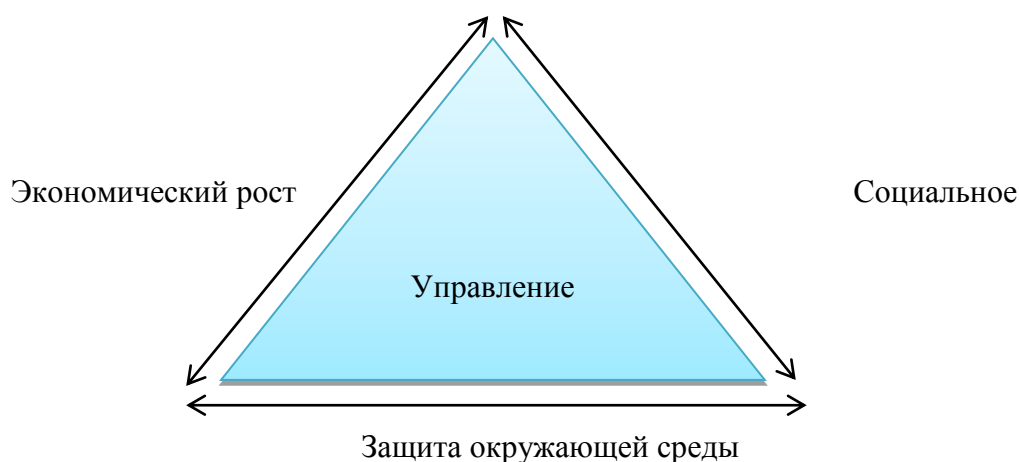 Экономический рост
Социальное
Управление
Защита окружающей среды